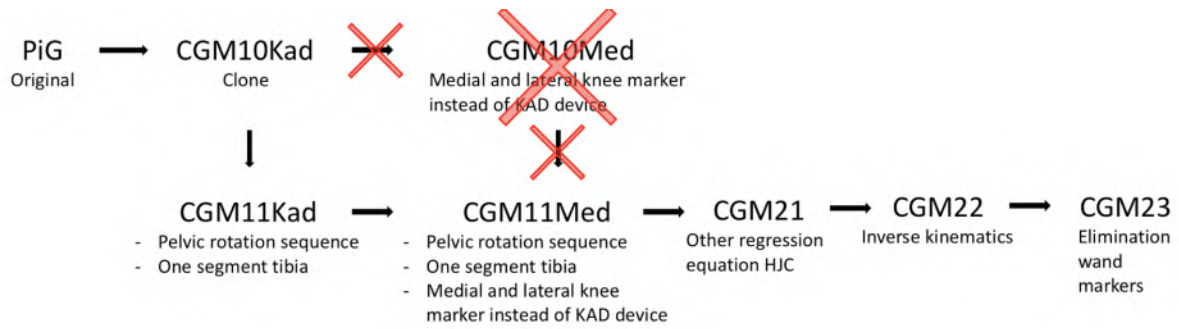 PiG
Original
CGM10Kad
Clone
CGM10Med
Medial and lateral knee marker
instead of KAD device
CGM11Kad
- Pelvic rotation sequence
- One segment tibia
CGM11Med
- Pelvic rotation sequence
- One segment tibia
- Medial and lateral knee
marker instead of KAD device
CGM21
Other regression
equation HJC
CGM22
Inverse kinematics
CGM23
Elimination
wand
markers